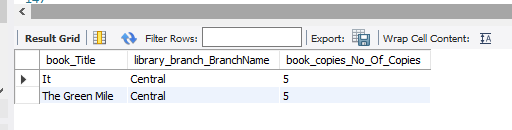 Result Grid Filter Rows: Export: Wrap Cell Content:
book_Title library_branch_BranchName book_copies_No_Of_Copies
It Central 5
The Green Mile Central 5